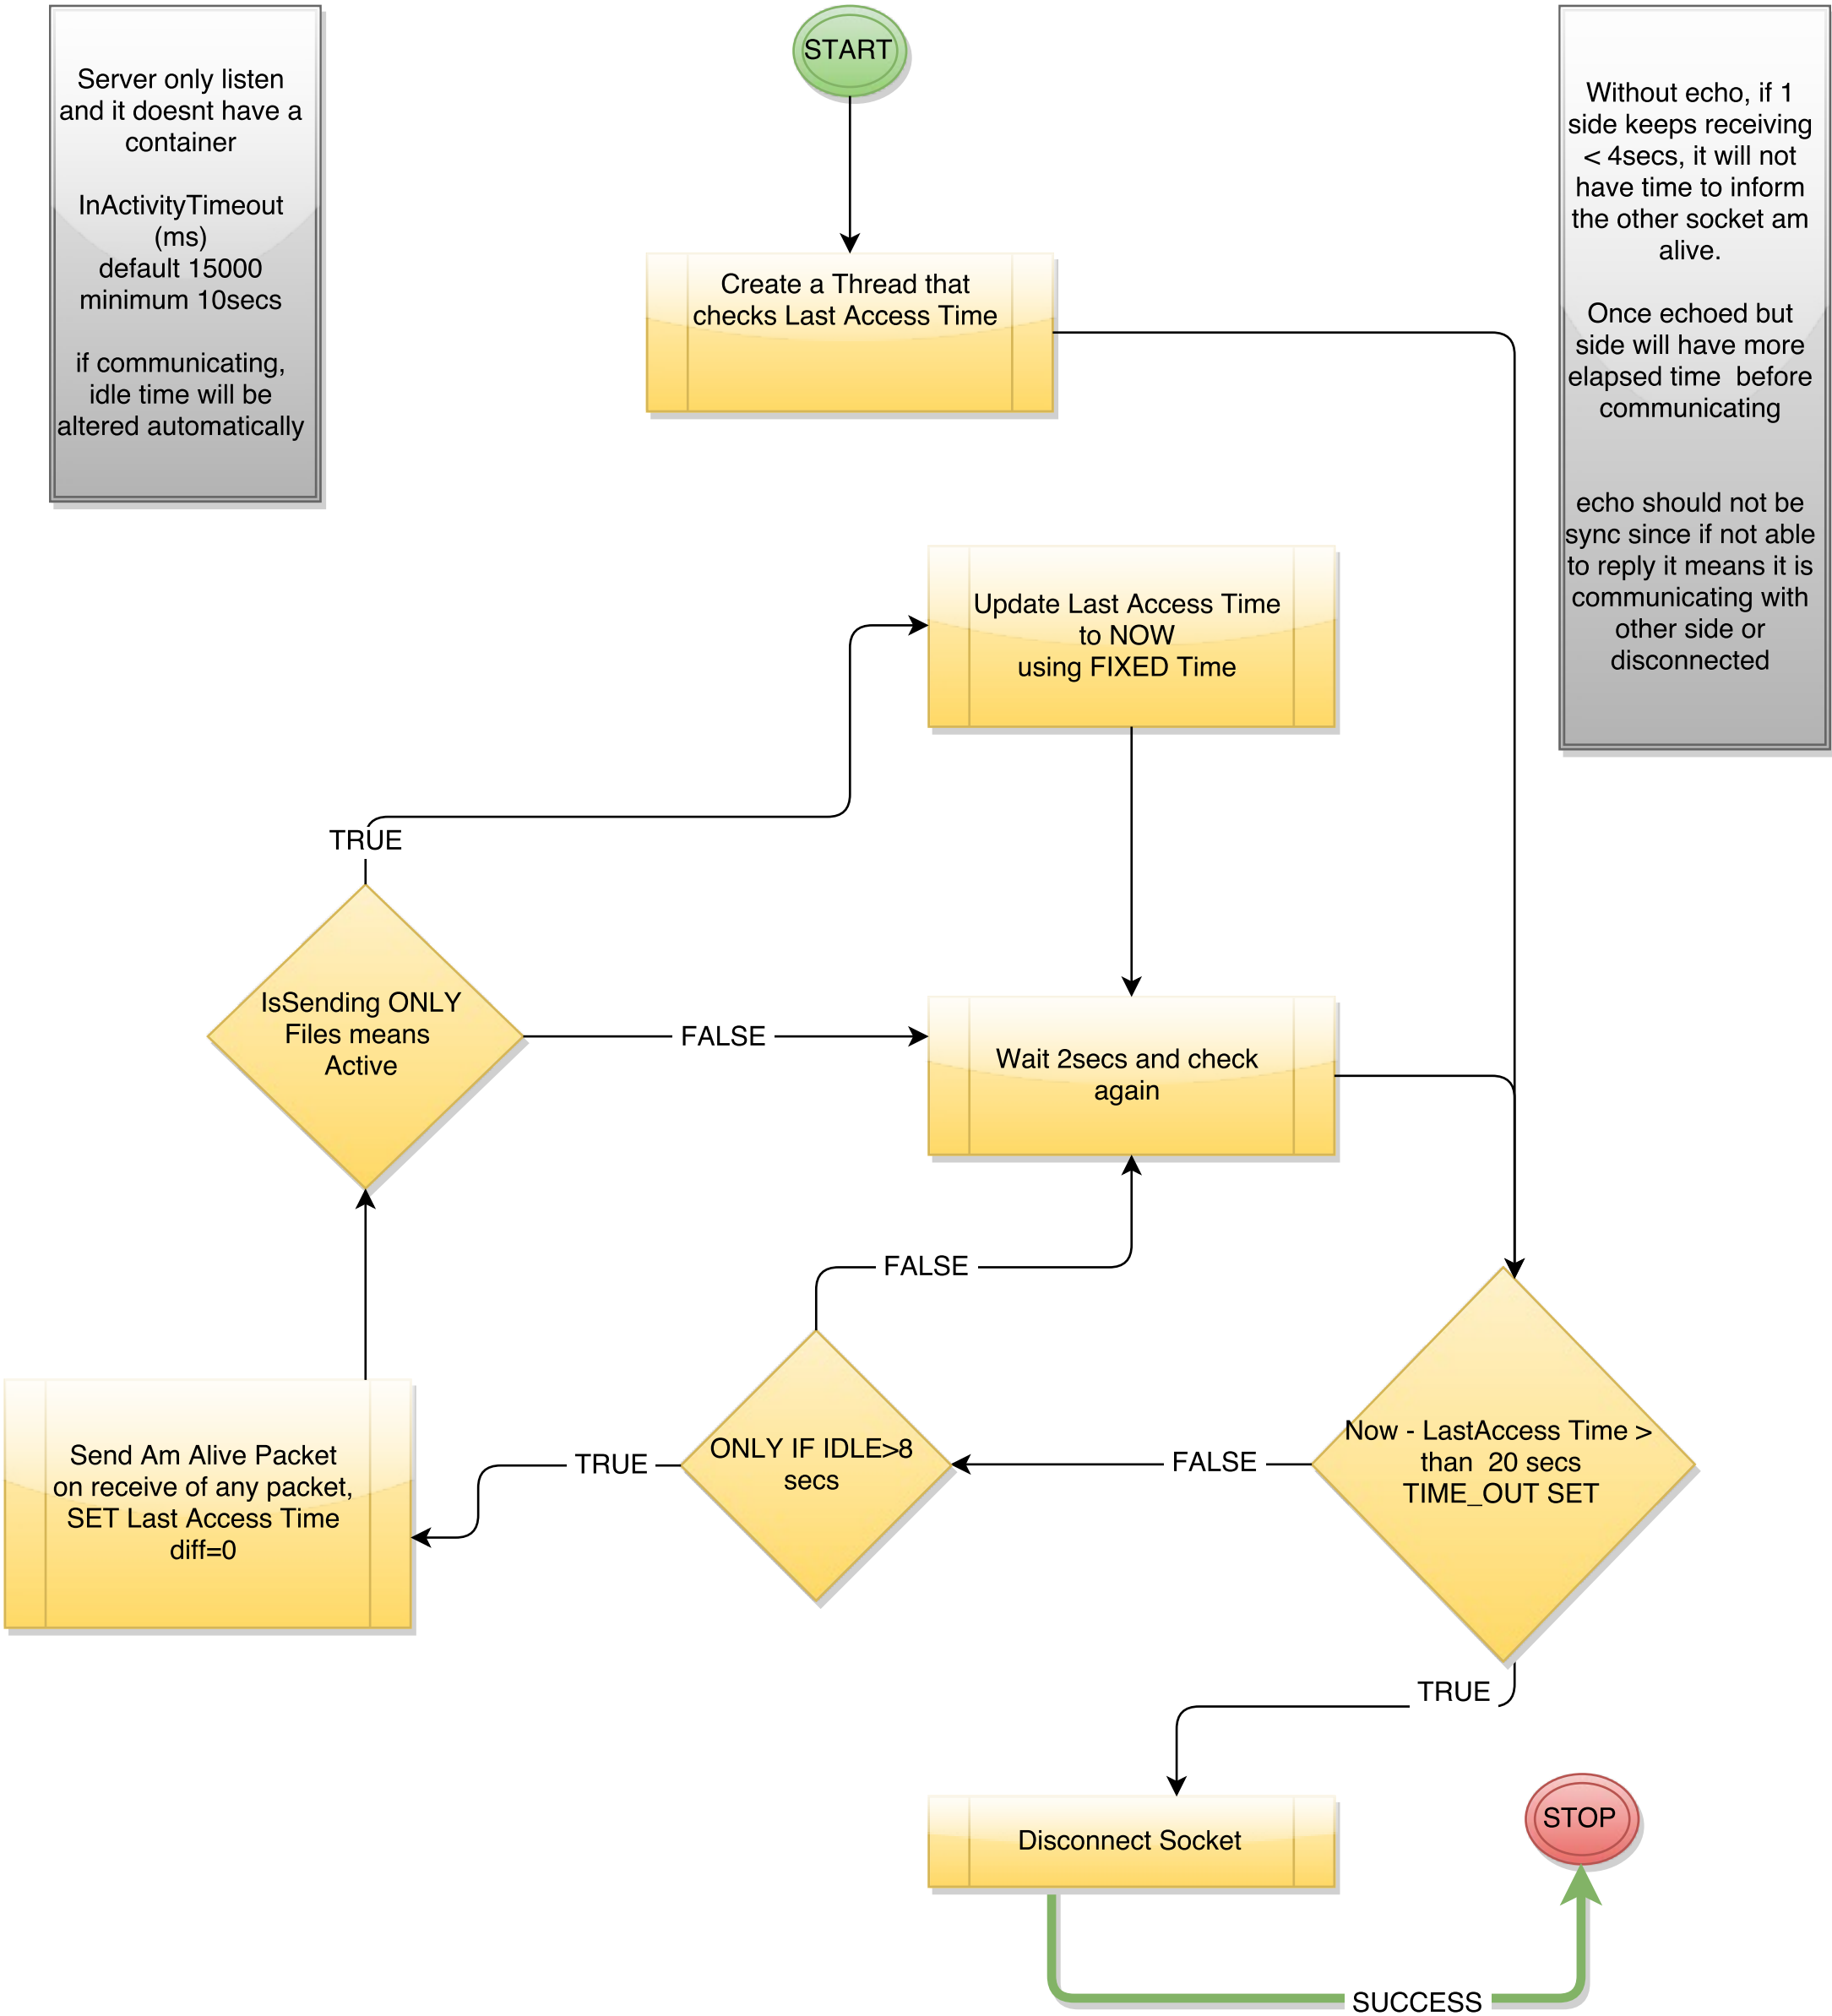 START
Server only listen
and it doesnt have a
container
InActivityTimeout
(ms)
default 15000
minimum 10secs
if communicating,
idle time will be
altered automatically
Without echo, if 1
side keeps receiving
< 4secs, it will not
have time to inform
the other socket am
alive.
Once echoed but
side will have more
elapsed time  before
communicating
echo should not be
sync since if not able
to reply it means it is
communicating with
other side or
disconnected
Create a Thread that
checks Last Access Time
Update Last Access Time
to NOW
using FIXED Time
TRUE
IsSending ONLY
Files means
Active
FALSE
Wait 2secs and check
again
FALSE
Send Am Alive Packet
on receive of any packet,
SET Last Access Time
diff=0
TRUE
ONLY IF IDLE>8
secs
FALSE
Now - LastAccess Time >
than  20 secs
TIME_OUT SET
TRUE
Disconnect Socket
STOP
SUCCESS